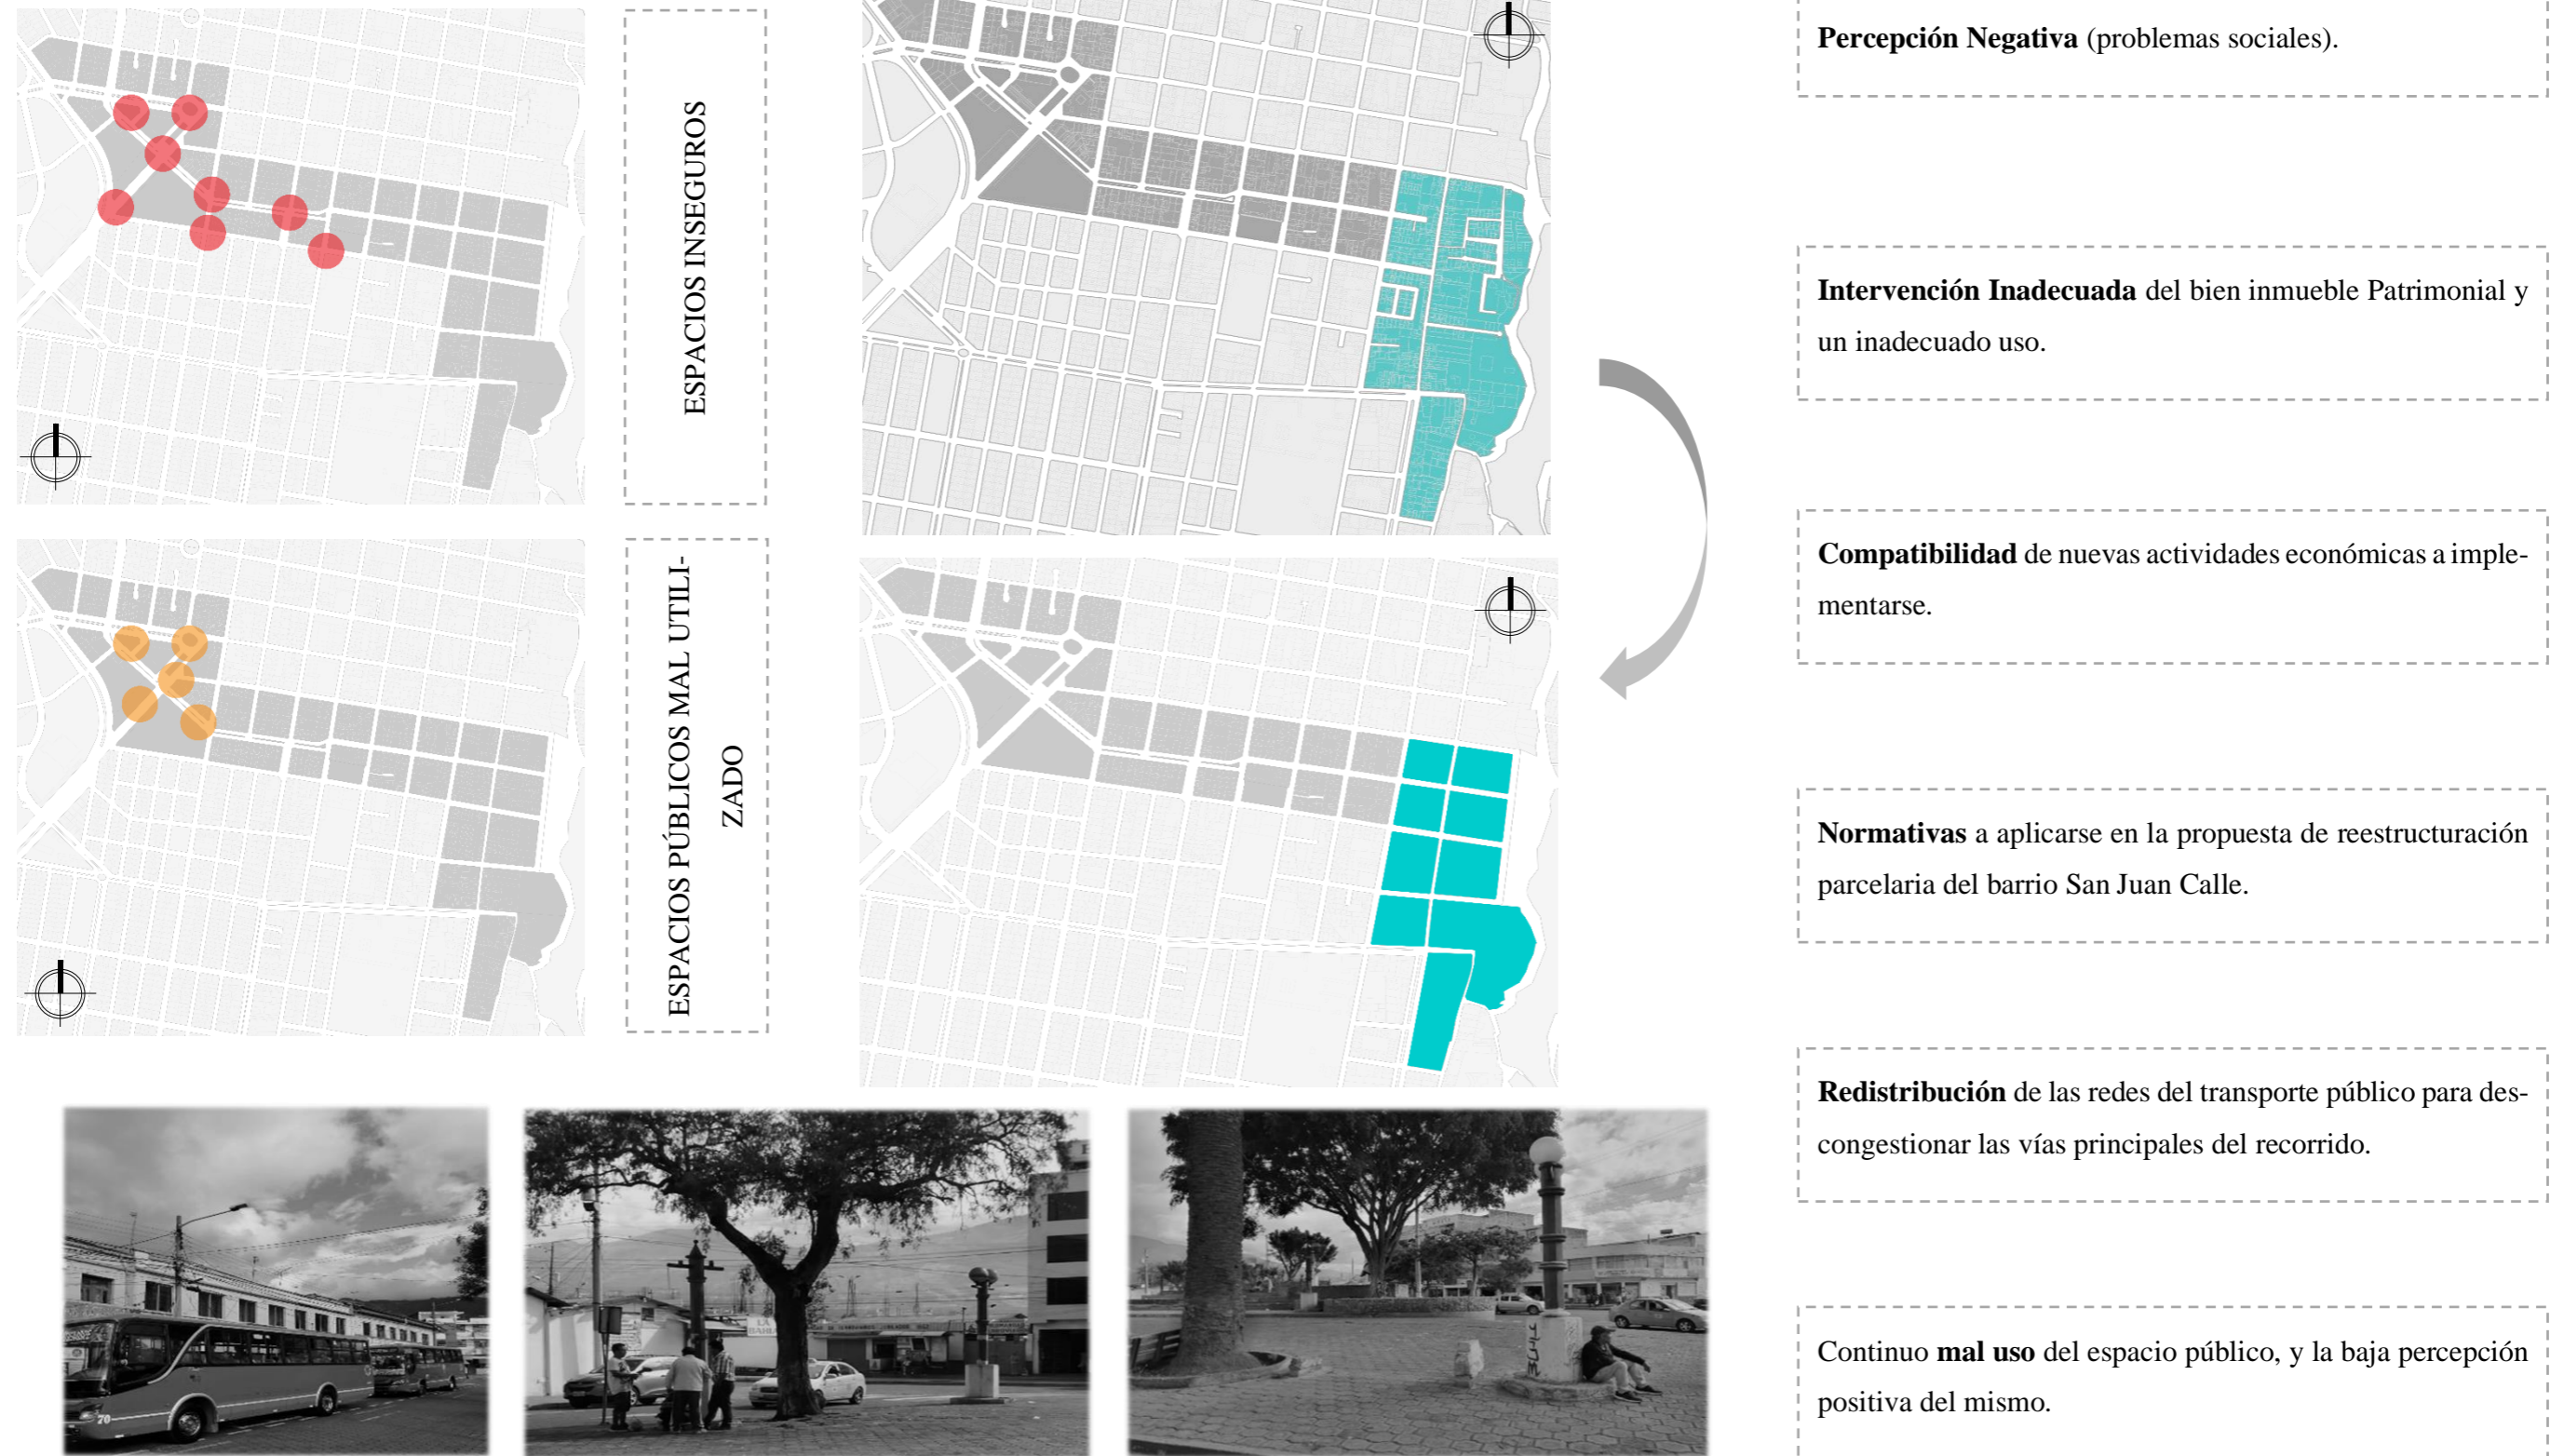 ESPACIOS INSEGUROS
ESPACIOS PÚBLICOS MAL UTILI-
ZADO
Percepción Negativa (problemas sociales).
Intervención Inadecuada del bien inmueble Patrimonial y
un inadecuado uso.
Compatibilidad de nuevas actividades económicas a imple-
mentarse.
Normativas a aplicarse en la propuesta de reestructuración
parcelaria del barrio San Juan Calle.
Redistribución de las redes del transporte público para des-
congestionar las vías principales del recorrido.
Continuo mal uso del espacio público, y la baja percepción
positiva del mismo.
70
LA